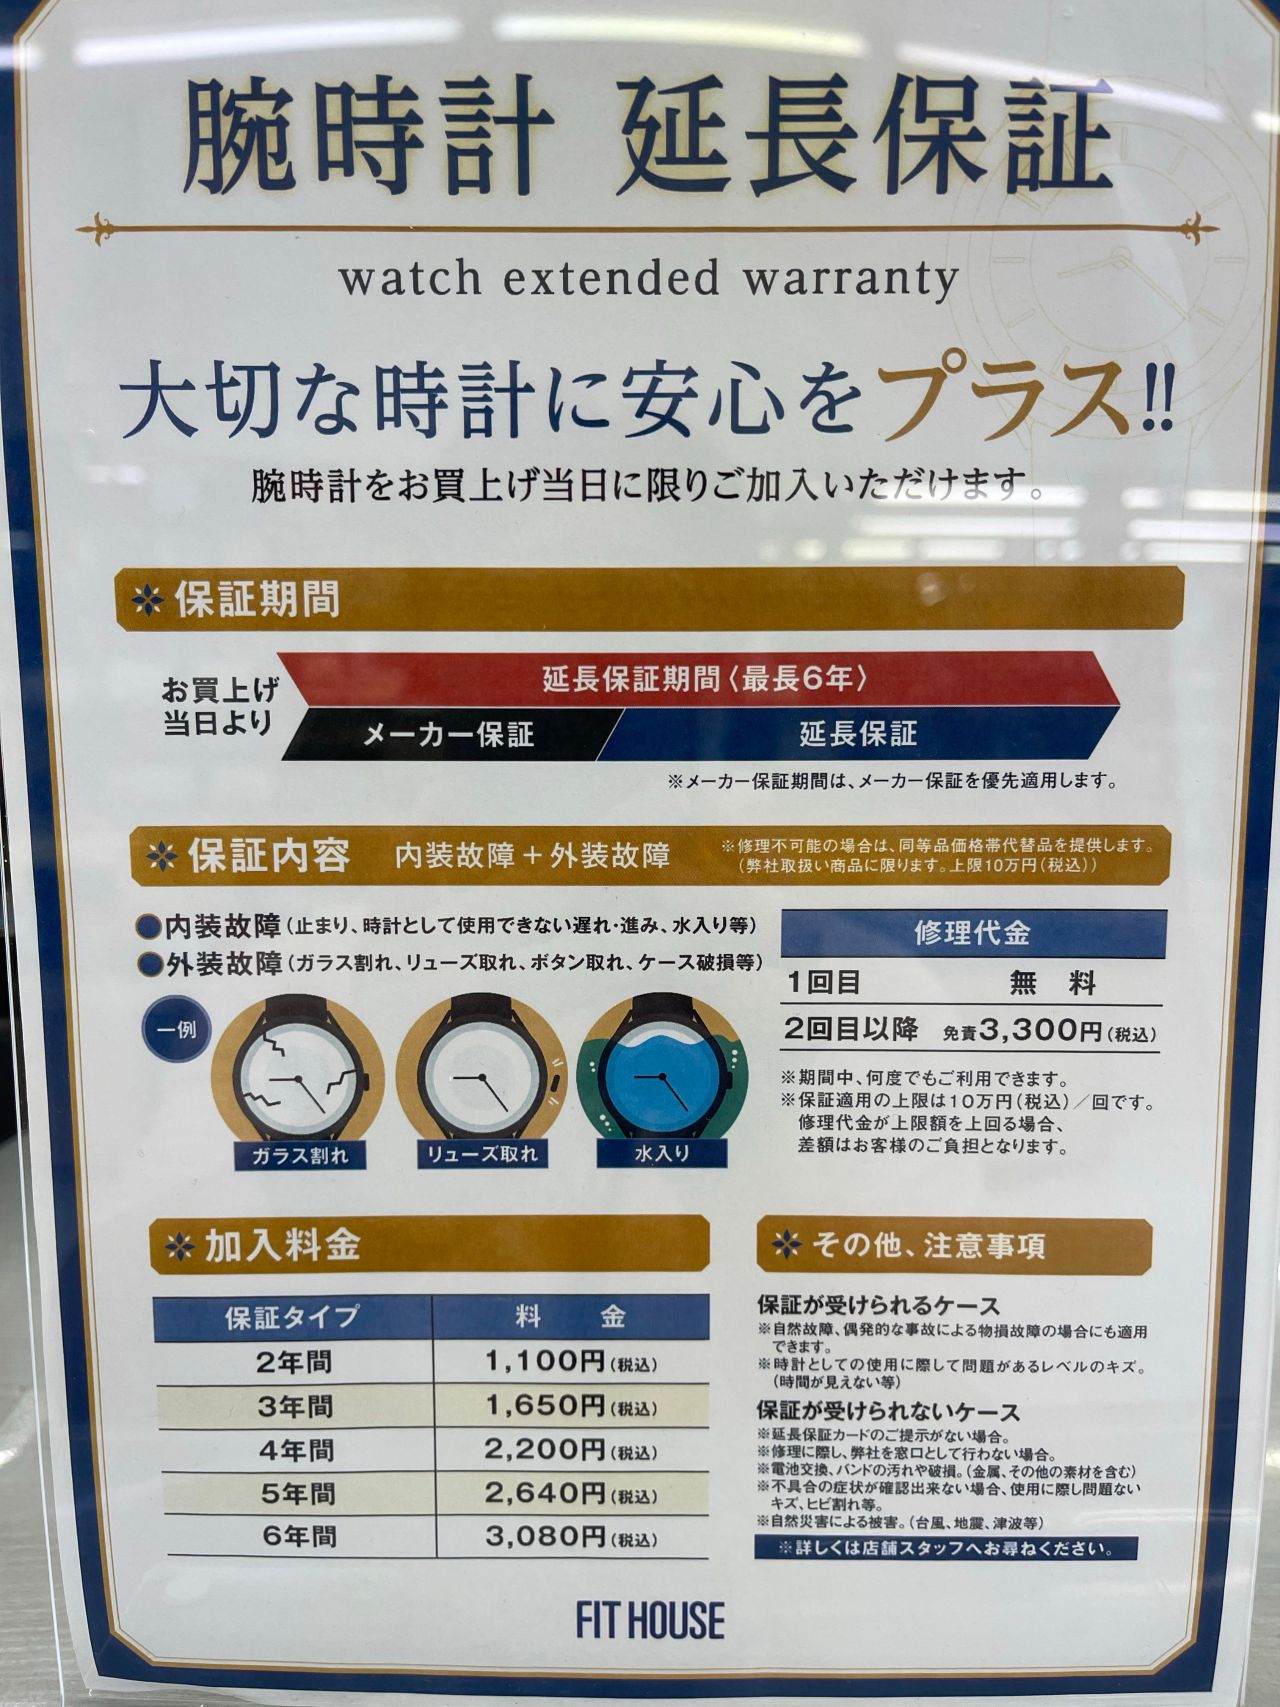 腕時計 延長保証
watch extended warranty
大切な時計に安心をプラス!!
腕時計をお買上げ当日に限りご加入いただけます。
保証期間
お買上げ
当日より
延長保証期間〈最長6年〉
メーカー保証
延長保証
※メーカー保証期間は、メーカー保証を優先適用します。
保証内容 内装故障＋外装故障
※修理不可能の場合は、同等品価格帯代替品を提供します。
（弊社取扱い商品に限ります。上限10万円（税込））
●内装故障（止まり、時計として使用できない遅れ・進み、水入り等）
●外装故障（ガラス割れ、リューズ取れ、ボタン取れ、ケース破損等）
一例
ガラス割れ
リューズ取れ
水入り
修理代金
1回目 無 料
2回目以降 免責3,300円（税込）
※期間中、何度でもご利用できます。
※保証適用の上限は10万円（税込）／回です。
修理代金が上限額を上回る場合、
差額はお客様のご負担となります。
加入料金
保証タイプ 料 金
2年間 1,100円（税込）
3年間 1,650円（税込）
4年間 2,200円（税込）
5年間 2,640円（税込）
6年間 3,080円（税込）
その他、注意事項
保証が受けられるケース
※自然故障、偶発的な事故による物損故障の場合にも適用
できます。
※時計としての使用に際して問題があるレベルのキズ。
（時間が見えない等）
保証が受けられないケース
※延長保証カードのご提示がない場合。
※修理に際し、弊社を窓口として行わない場合。
※電池交換、バンドの汚れや破損。（金属、その他の素材を含む）
※不具合の症状が確認出来ない場合、使用に際し問題ない
キズ、ヒビ割れ等。
※自然災害による被害。（台風、地震、津波等）
※詳しくは店舗スタッフへお尋ねください。
FIT HOUSE